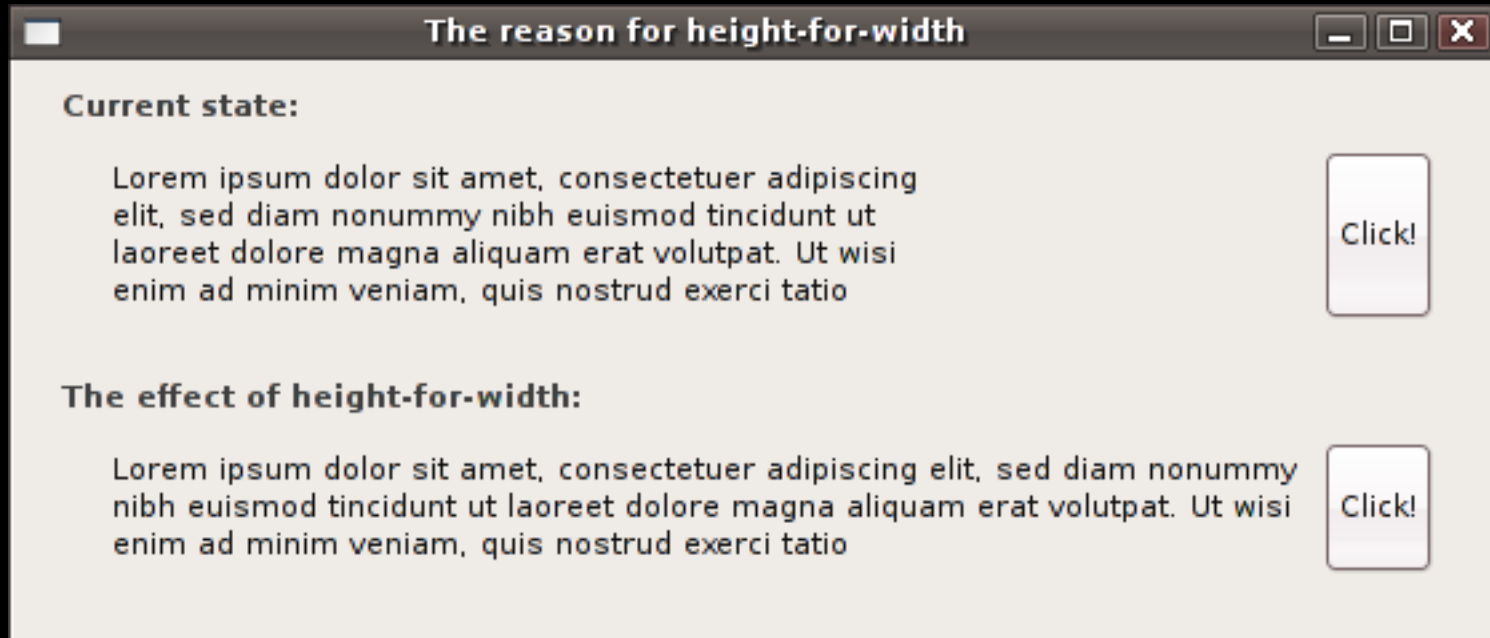 The reason for height-for-width
Current state:
Lorem ipsum dolor sit amet, consectetuer adipiscing
elit, sed diam nonummy nibh euismod tincidunt ut
laoreet dolore magna aliquam erat volutpat. Ut wisi
enim ad minim veniam, quis nostrud exerci tatio
Click!
The effect of height-for-width:
Lorem ipsum dolor sit amet, consectetuer adipiscing elit, sed diam nonummy
nibh euismod tincidunt ut laoreet dolore magna aliquam erat volutpat. Ut wisi
enim ad minim veniam, quis nostrud exerci tatio
Click!